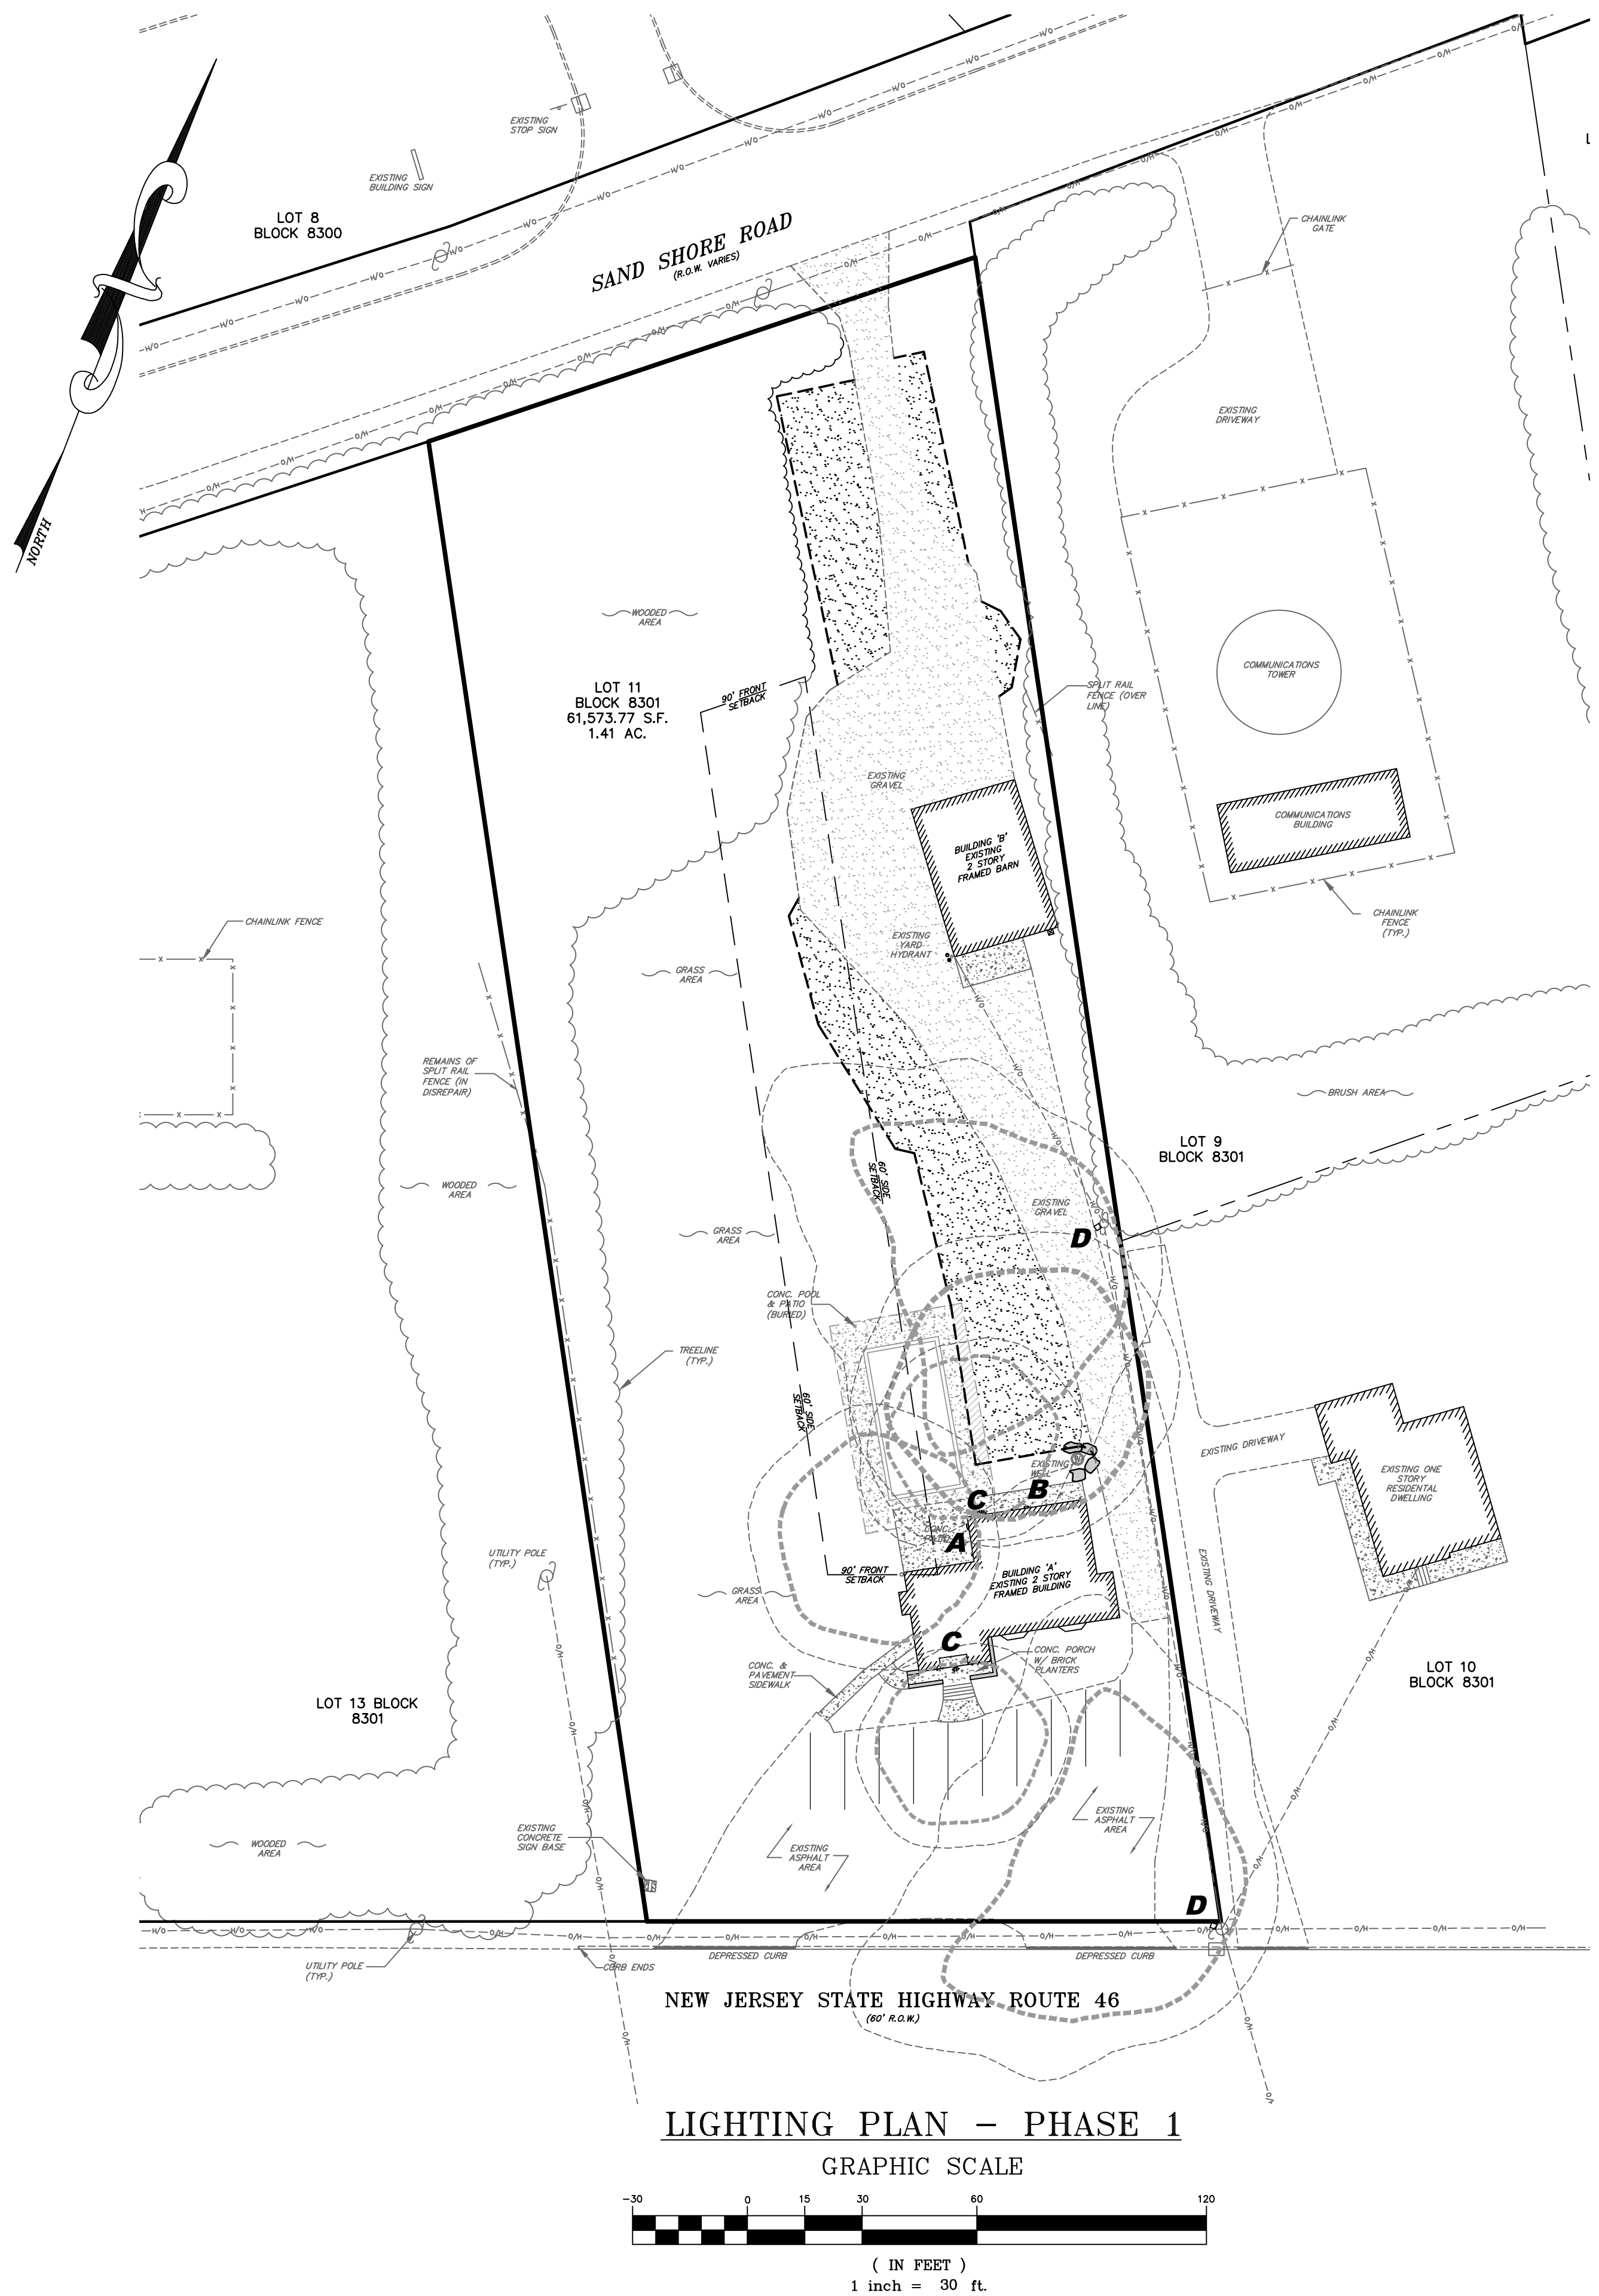 EXISTING
STOP SIGN
EXISTING
BUILDING SIGN
LOT 8
BLOCK 8300
SAND SHORE ROAD
(R.O.W. VARIES)
CHAINLINK
GATE
NORTH
EXISTING
DRIVEWAY
WOODED
AREA
COMMUNICATIONS
TOWER
LOT 11
BLOCK 8301
61,573.77 S.F.
1.41 AC.
90' FRONT
SETBACK
SPLIT RAIL
FENCE (OVER
LINE)
EXISTING
GRAVEL
COMMUNICATIONS
BUILDING
BUILDING 'B'
EXISTING
2 STORY
FRAMED BARN
CHAINLINK FENCE
CHAINLINK
FENCE
(TYP.)
EXISTING
YARD
HYDRANT
GRASS
AREA
REMAINS OF
SPLIT RAIL
FENCE (IN
DISREPAIR)
BRUSH AREA
LOT 9
BLOCK 8301
60' SIDE
SETBACK
WOODED
AREA
EXISTING
GRAVEL
D
GRASS
AREA
CONC. POOL
& PATIO
(BURIED)
TREELINE
(TYP.)
60' SIDE
SETBACK
EXISTING DRIVEWAY
EXISTING ONE
STORY
RESIDENTIAL
DWELLING
EXISTING
WELL
C
B
CONC.
PATIO
A
UTILITY POLE
(TYP.)
90' FRONT
SETBACK
BUILDING 'A'
EXISTING 2 STORY
FRAMED BUILDING
EXISTING DRIVEWAY
GRASS
AREA
C
CONC. PORCH
W/ BRICK
PLANTERS
CONC. &
PAVEMENT
SIDEWALK
LOT 10
BLOCK 8301
LOT 13 BLOCK
8301
EXISTING
ASPHALT
AREA
EXISTING
CONCRETE
SIGN BASE
WOODED
AREA
EXISTING
ASPHALT
AREA
D
DEPRESSED CURB
DEPRESSED CURB
UTILITY POLE
(TYP.)
CURB ENDS
NEW JERSEY STATE HIGHWAY ROUTE 46
(60' R.O.W.)
LIGHTING PLAN - PHASE 1
GRAPHIC SCALE
-30 0 15 30 60 120
( IN FEET )
1 inch = 30 ft.